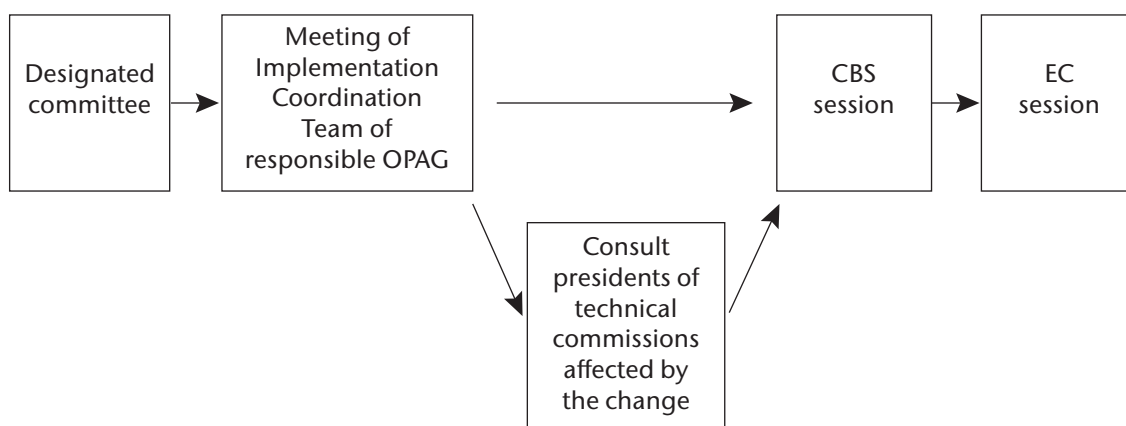 Designated
committee
Meeting of
Implementation
Coordination
Team of
responsible OPAG
CBS
session
EC
session
Consult
presidents of
technical
commissions
affected by
the change